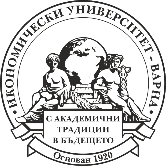 ИКОНОМИЧЕСКИ УНИВЕРСИТЕТ - ВАРНА
С АКАДЕМИЧНИ
ТРАДИЦИИ
В БЪДЕЩЕТО
Основан 1920